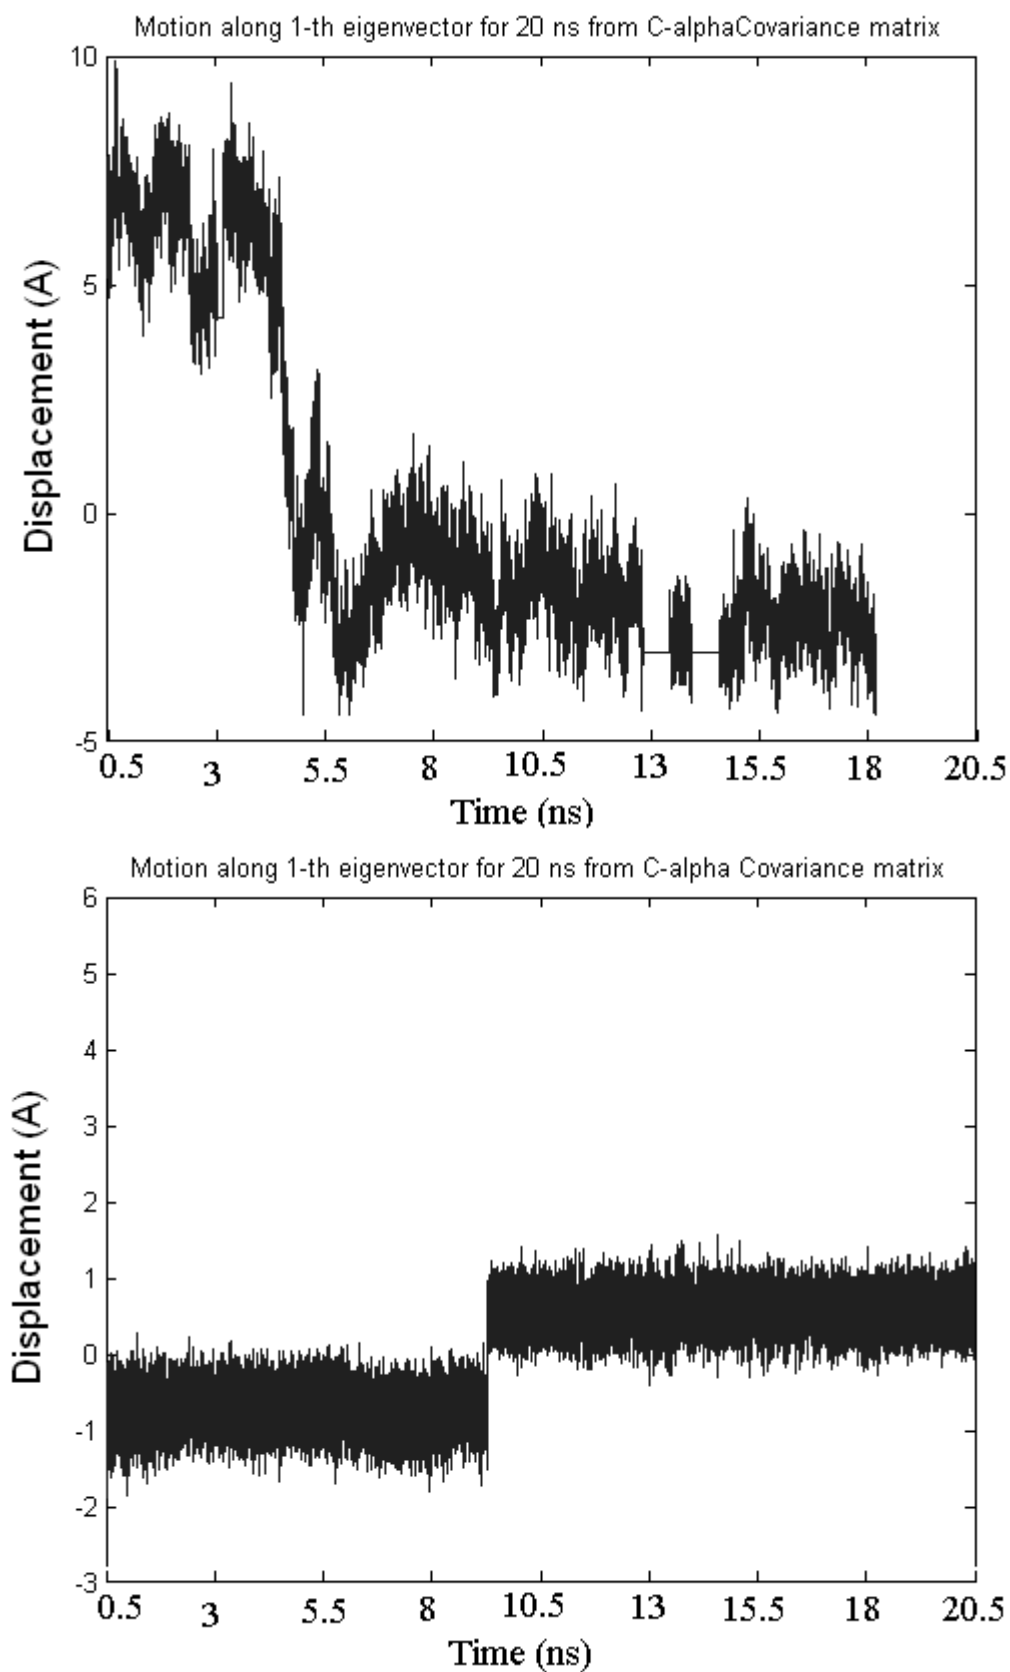 Motion along 1-th eigenvector for 20 ns from C-alphaCovariance matrix
10
5
0
-5
Displacement (A)
0.5 3 5.5 8 10.5 13 15.5 18 20.5
Time (ns)
Motion along 1-th eigenvector for 20 ns from C-alpha Covariance matrix
6
5
4
3
2
1
0
-1
-2
-3
Displacement (A)
0.5 3 5.5 8 10.5 13 15.5 18 20.5
Time (ns)